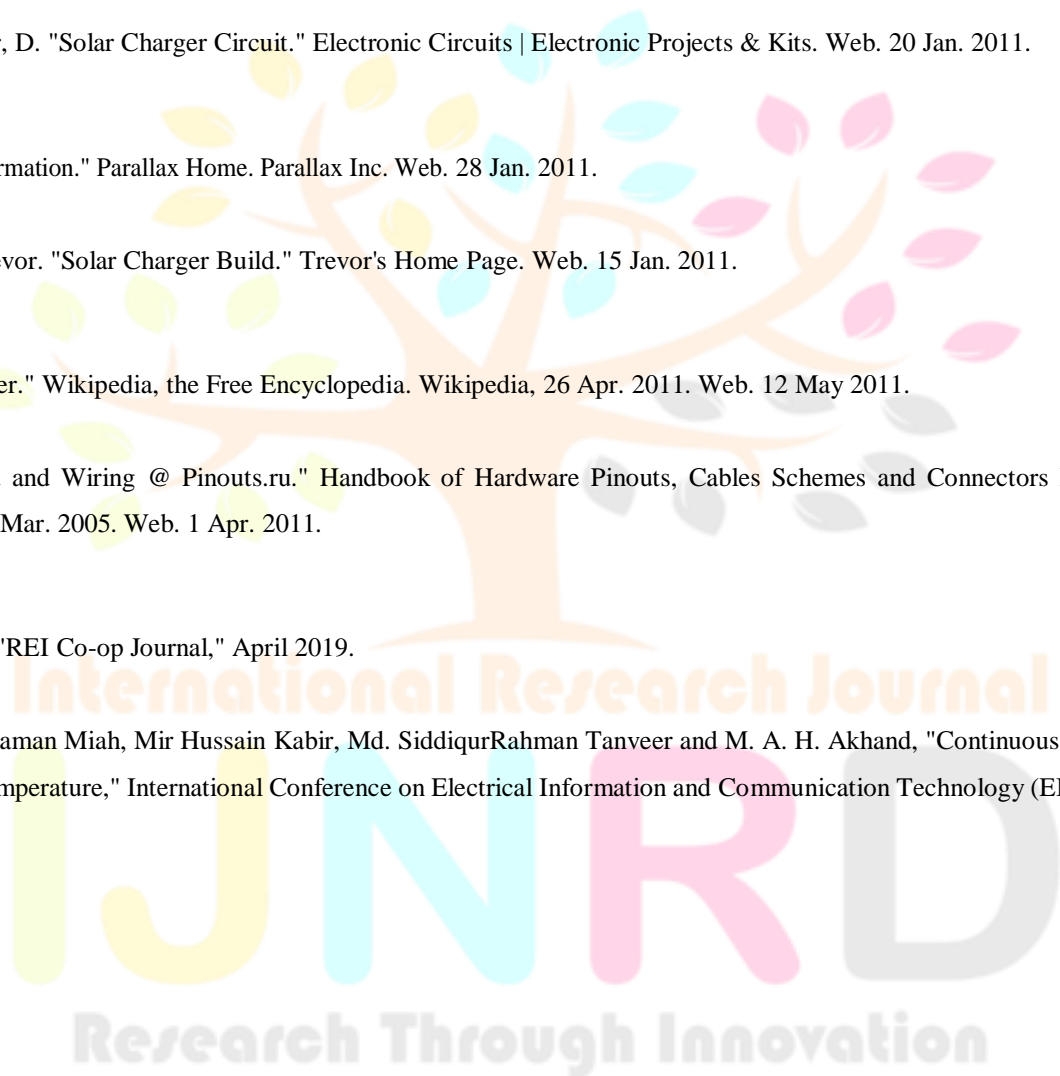 , D. "Solar Charger Circuit." Electronic Circuits | Electronic Projects & Kits. Web. 20 Jan. 2011.
rmation." Parallax Home. Parallax Inc. Web. 28 Jan. 2011.
evor. "Solar Charger Build." Trevor's Home Page. Web. 15 Jan. 2011.
er." Wikipedia, the Free Encyclopedia. Wikipedia, 26 Apr. 2011. Web. 12 May 2011.
and Wiring @ Pinouts.ru." Handbook of Hardware Pinouts, Cables Schemes and Connectors
Mar. 2005. Web. 1 Apr. 2011.
"REI Co-op Journal," April 2019.
International Research Journal
aman Miah, Mir Hussain Kabir, Md. SiddiqurRahman Tanveer and M. A. H. Akhand, "Continuous
mperature," International Conference on Electrical Information and Communication Technology (EI
IJNRD
Research Through Innovation